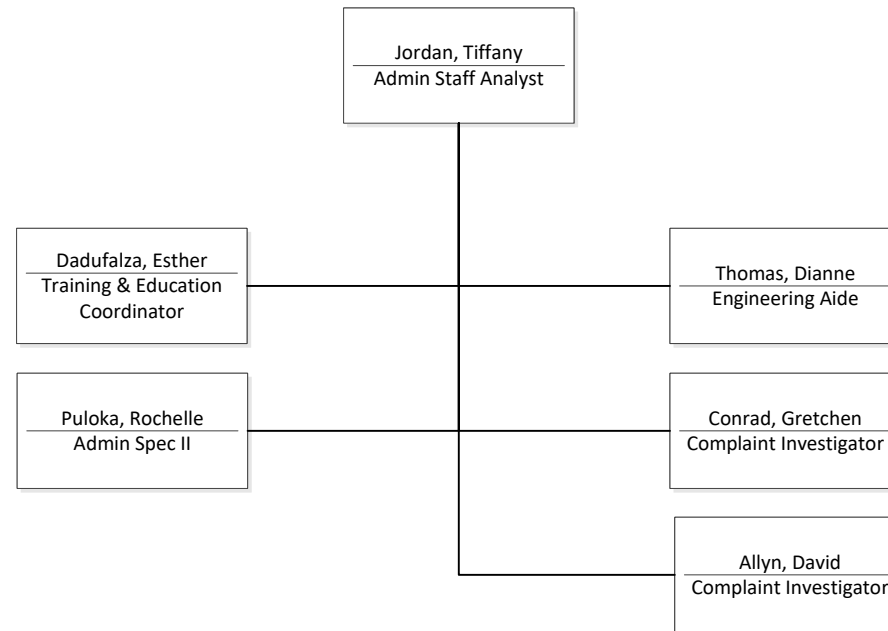 Jordan, Tiffany
Admin Staff Analyst
Dadufalza, Esther
Training & Education
Coordinator
Thomas, Dianne
Engineering Aide
Puloka, Rochelle
Admin Spec II
Conrad, Gretchen
Complaint Investigator
Allyn, David
Complaint Investigator